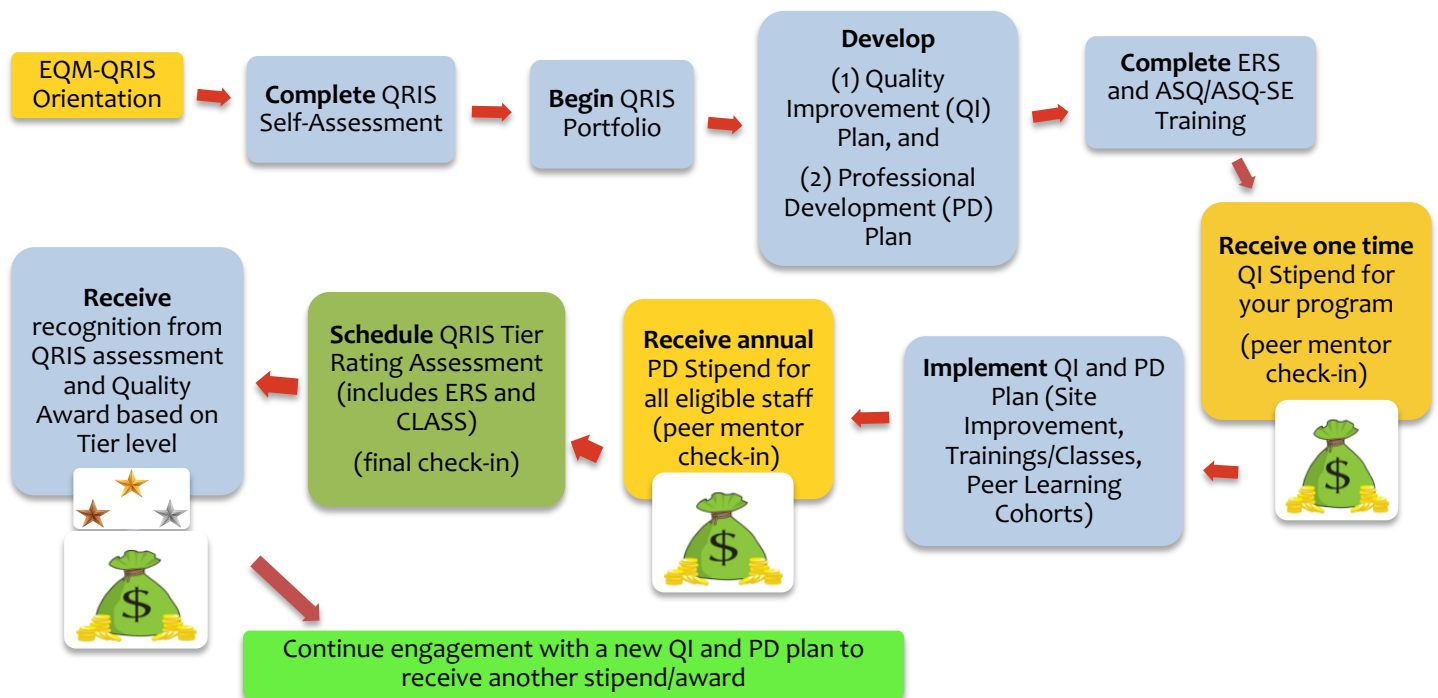 EQM-QRIS
Orientation
Complete QRIS
Self-Assessment
Begin QRIS
Portfolio
Develop
(1) Quality
Improvement (QI)
Plan, and
(2) Professional
Development (PD)
Plan
Complete ERS
and ASQ/ASQ-SE
Training
Receive one time
QI Stipend for
your program
(peer mentor
check-in)
$
Implement QI and PD
Plan (Site
Improvement,
Trainings/Classes,
Peer Learning
Cohorts)
Receive annual
PD Stipend for
all eligible staff
(peer mentor
check-in)
$
Schedule QRIS Tier
Rating Assessment
(includes ERS and
CLASS)
(final check-in)
Receive
recognition from
QRIS assessment
and Quality
Award based on
Tier level
$
Continue engagement with a new QI and PD plan to
receive another stipend/award